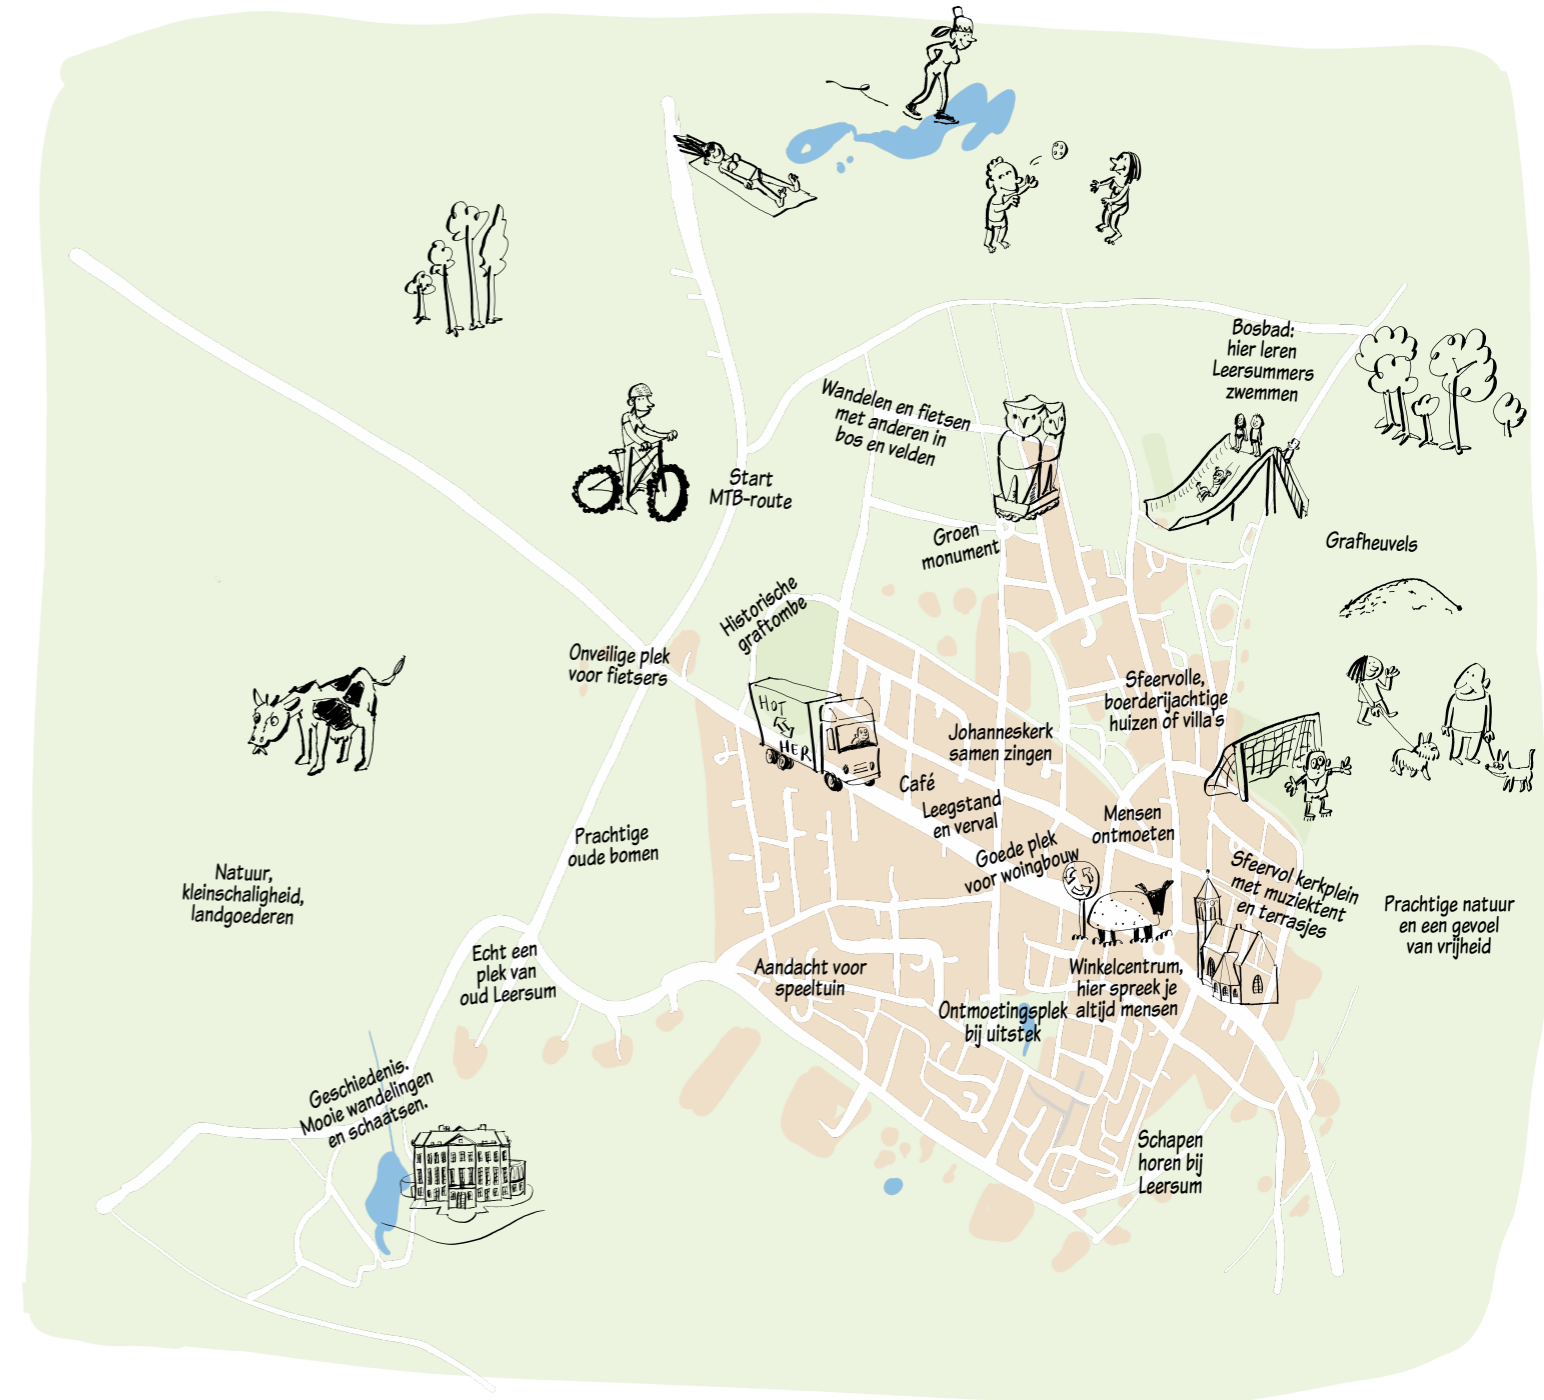 Bosbad:
hier leren
Leersummers
zwemmen
Wandelen en fietsen
met anderen in
bos en velden
Start
MTB-route
Groen
monument
Grafheuvels
Historische
graftombe
Onveilige plek
voor fietsers
Sfeervolle,
boerderijachtige
huizen of villa's
HOT
HER
Johanneskerk
samen zingen
Café
Leegstand
en verval
Mensen
ontmoeten
Goede plek
voor woingbouw
Prachtige
oude bomen
Natuur,
kleinschaligheid,
landgoederen
Sfeervol kerkplein
met muziektent
en terrasjes
Prachtige natuur
en een gevoel
van vrijheid
Echt een
plek van
oud Leersum
Aandacht voor
speeltuin
Winkelcentrum,
hier spreek je
altijd mensen
Ontmoetingsplek
bij uitstek
Geschiedenis.
Mooie wandelingen
en schaatsen.
Schapen
horen bij
Leersum